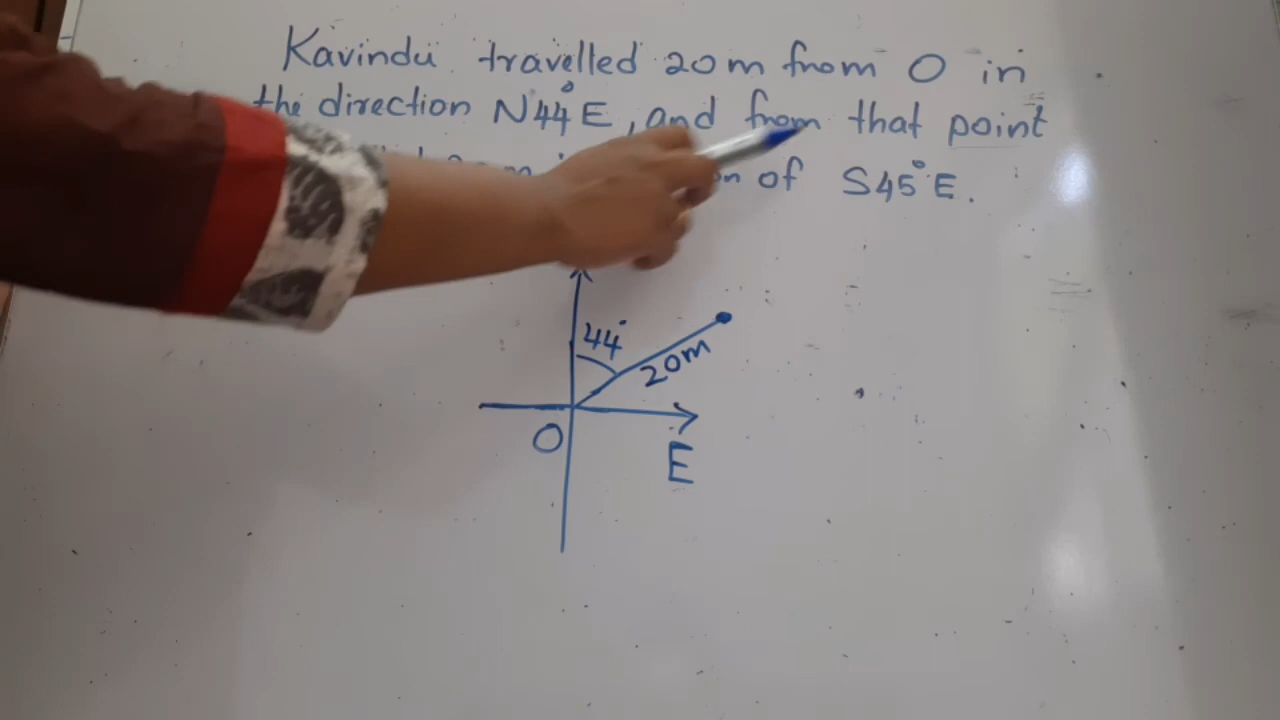 Kavindu travelled 20m from O in
the direction N44°E, and from that point
of S45°E.
44°
20m
O
E